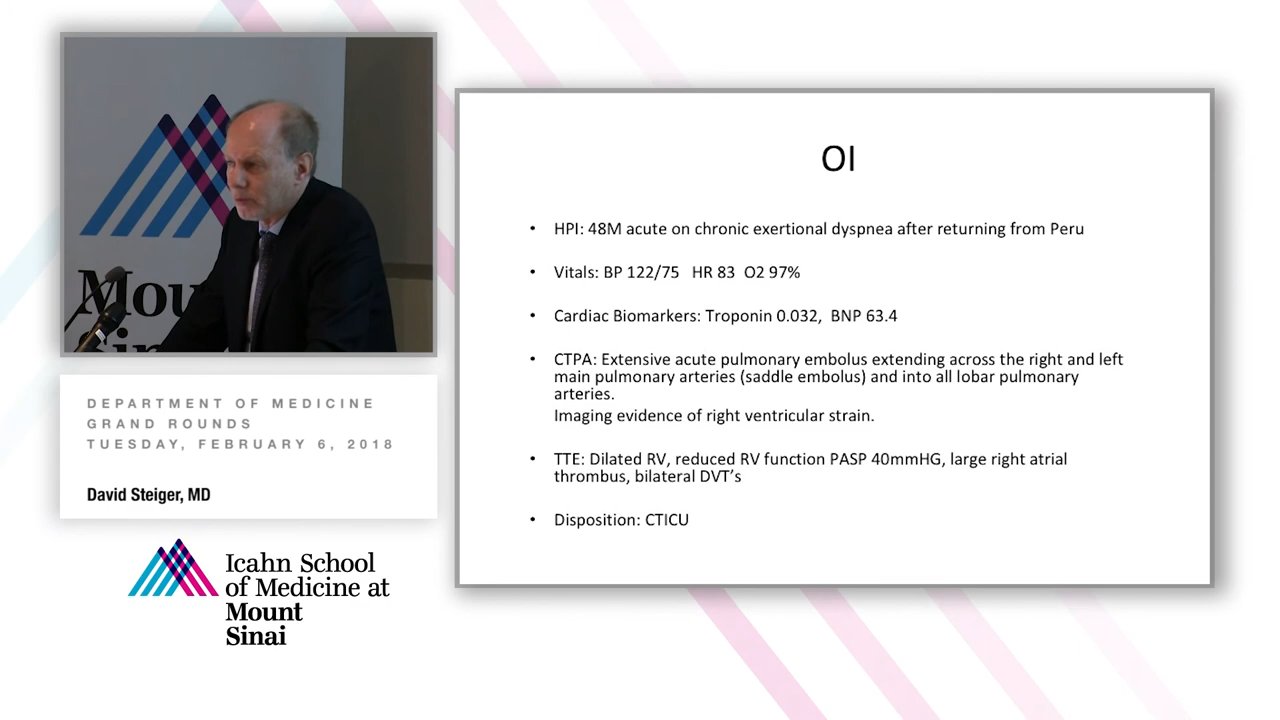 Mou
Sin
DEPARTMENT OF MEDICINE
GRAND ROUNDS
TUESDAY, FEBRUARY 6, 2018
David Steiger, MD
Icahn School
of Medicine at
Mount
Sinai
OI
• HPI: 48M acute on chronic exertional dyspnea after returning from Peru
• Vitals: BP 122/75 HR 83 O2 97%
• Cardiac Biomarkers: Troponin 0.032, BNP 63.4
• CTPA: Extensive acute pulmonary embolus extending across the right and left
main pulmonary arteries (saddle embolus) and into all lobar pulmonary
arteries.
Imaging evidence of right ventricular strain.
• TTE: Dilated RV, reduced RV function PASP 40mmHG, large right atrial
thrombus, bilateral DVT's
• Disposition: CTICU